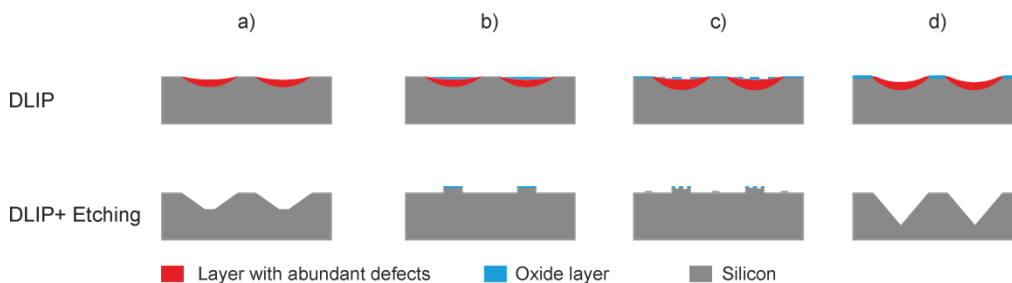 a) b) c) d)
DLIP
DLIP+ Etching
Layer with abundant defects Oxide layer Silicon